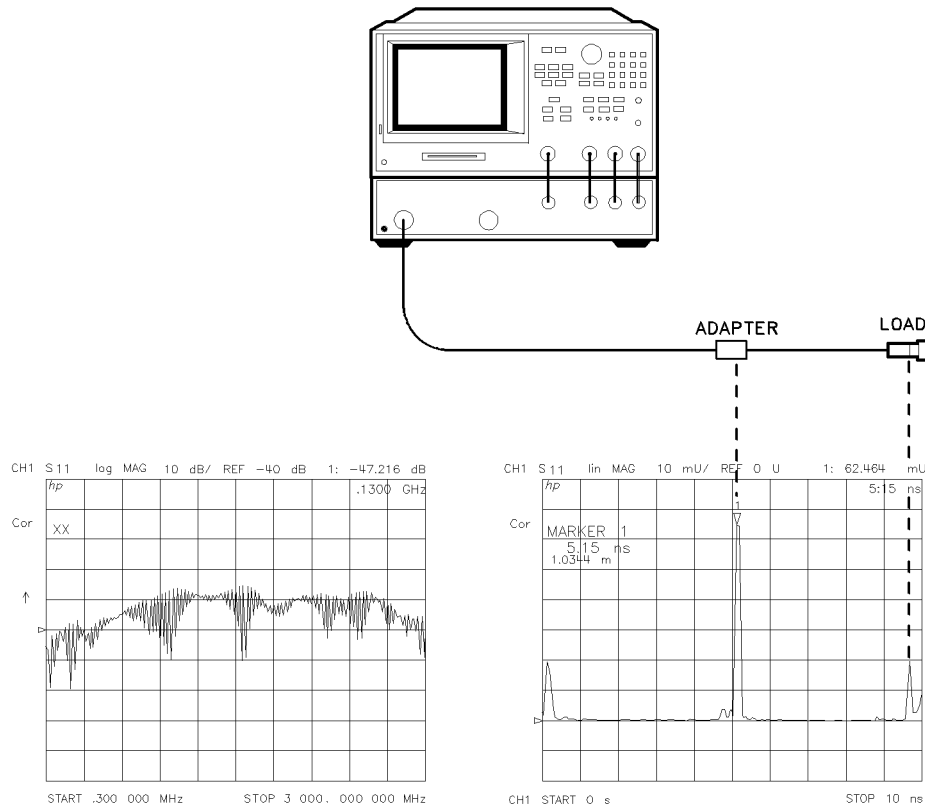 ADAPTER
LOAD
CH1 S11 log MAG 10 dB/ REF -40 dB 1: -47.216 dB
hp
.1300 GHz
Cor
XX
START .300 000 MHz STOP 3 000. 000 000 MHz
CH1 S11 lin MAG 10 mU/ REF 0 U 1: 62.464 mU
hp
5:15 ns
1
Cor
MARKER 1
5.15 ns
1.0344 m
CH1 START 0 s STOP 10 ns